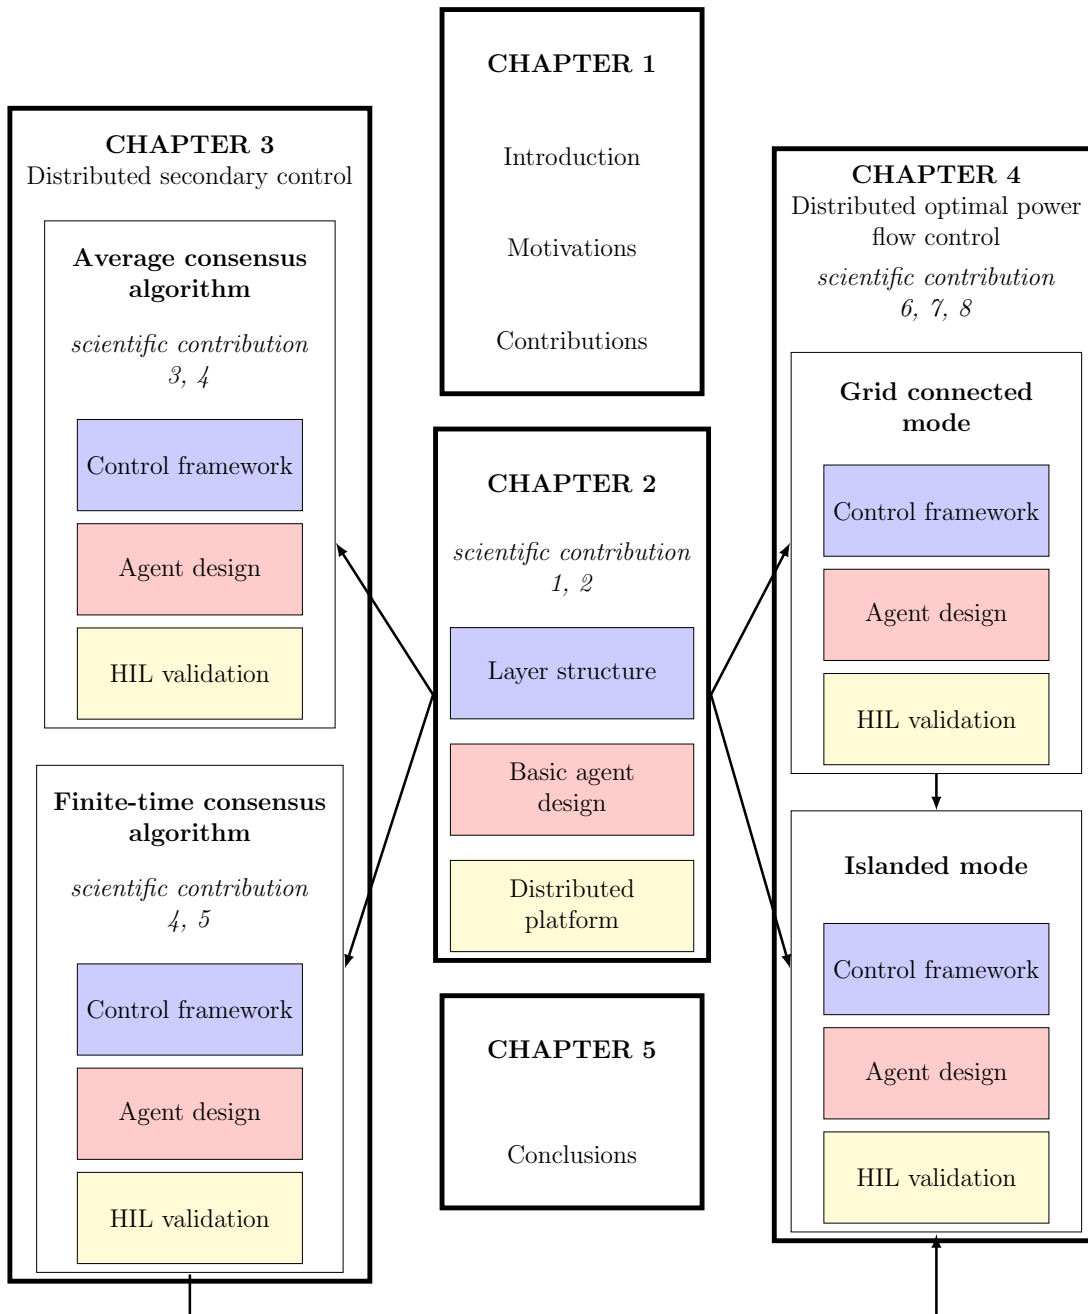 CHAPTER 1
Introduction
Motivations
Contributions
CHAPTER 3
Distributed secondary control
Average consensus
algorithm
scientific contribution
3, 4
Control framework
Agent design
HIL validation
Finite-time consensus
algorithm
scientific contribution
4, 5
Control framework
Agent design
HIL validation
CHAPTER 2
scientific contribution
1, 2
Layer structure
Basic agent
design
Distributed
platform
CHAPTER 5
Conclusions
CHAPTER 4
Distributed optimal power
flow control
scientific contribution
6, 7, 8
Grid connected
mode
Control framework
Agent design
HIL validation
Islanded mode
Control framework
Agent design
HIL validation